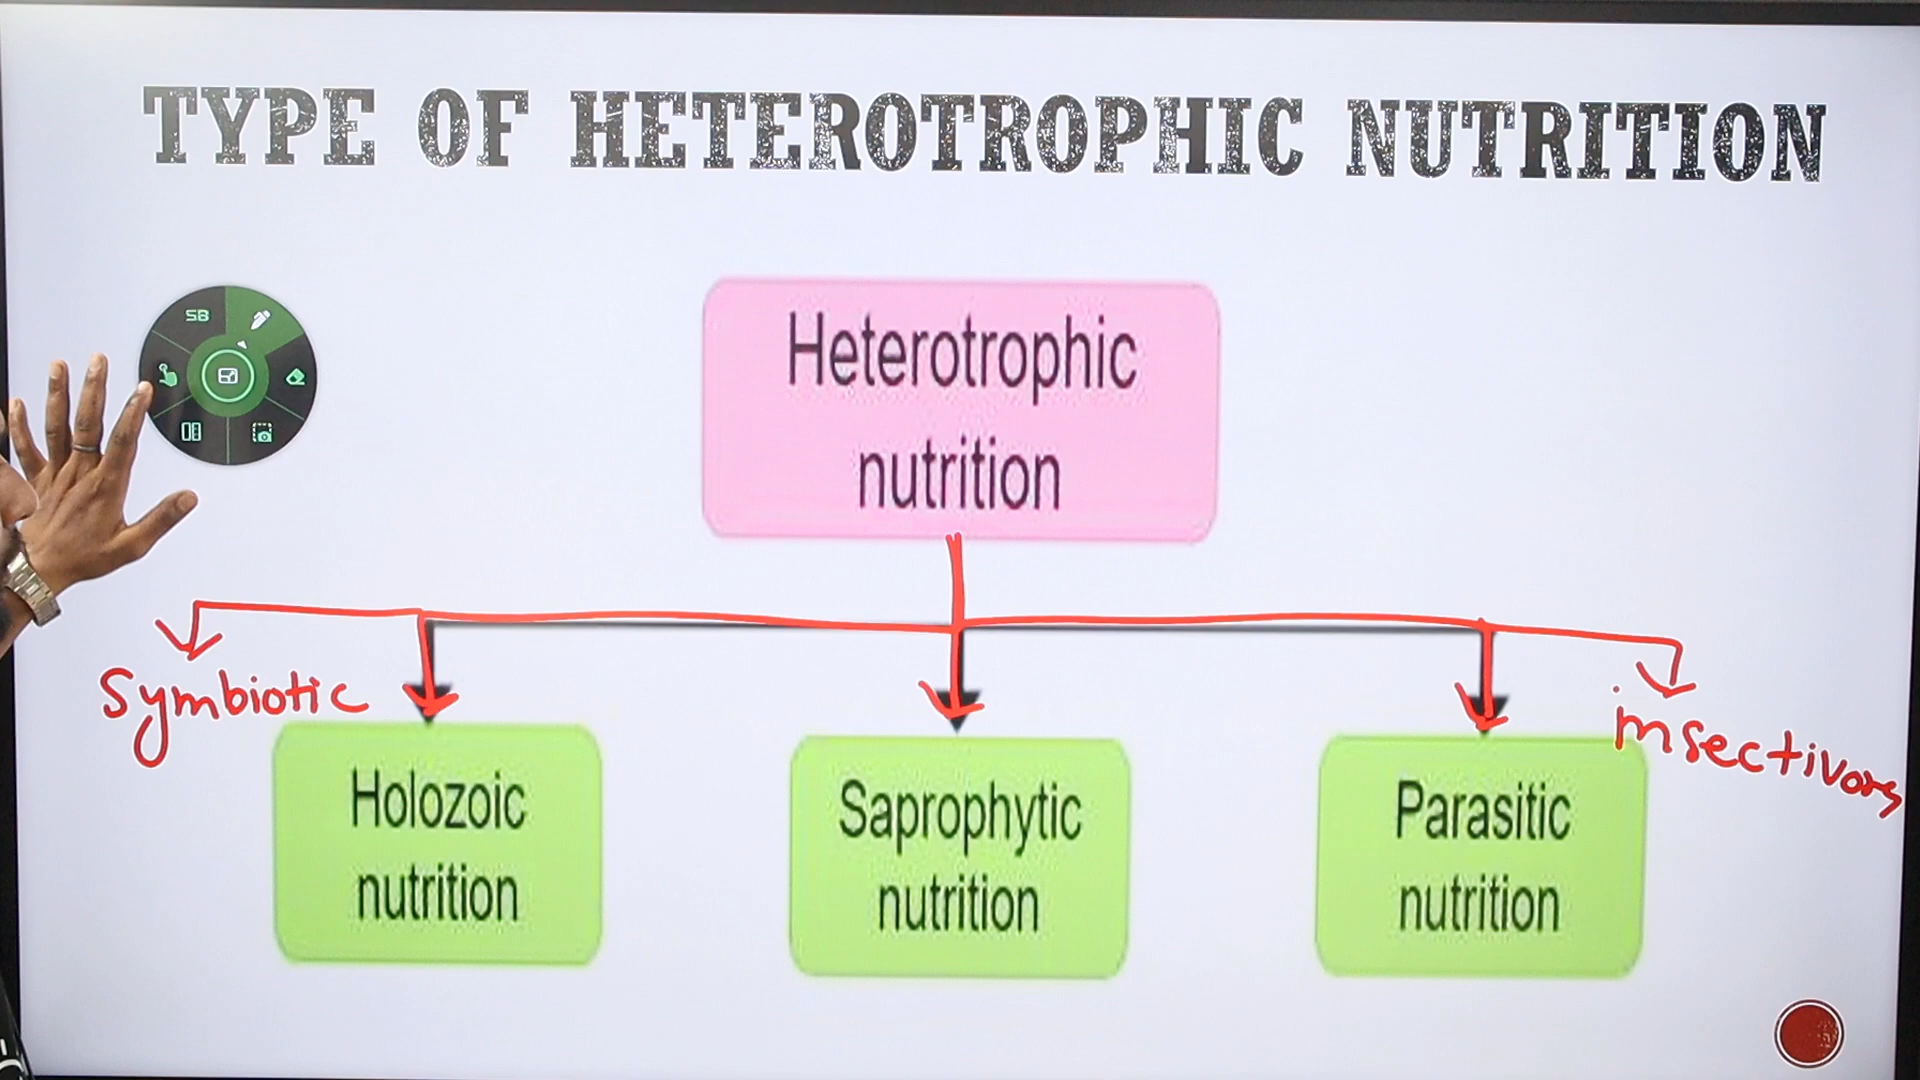 TYPE OF HETEROTROPHIC NUTRITION
SB
Heterotrophic
nutrition
Symbiotic
insectivors
Holozoic
nutrition
Saprophytic
nutrition
Parasitic
nutrition